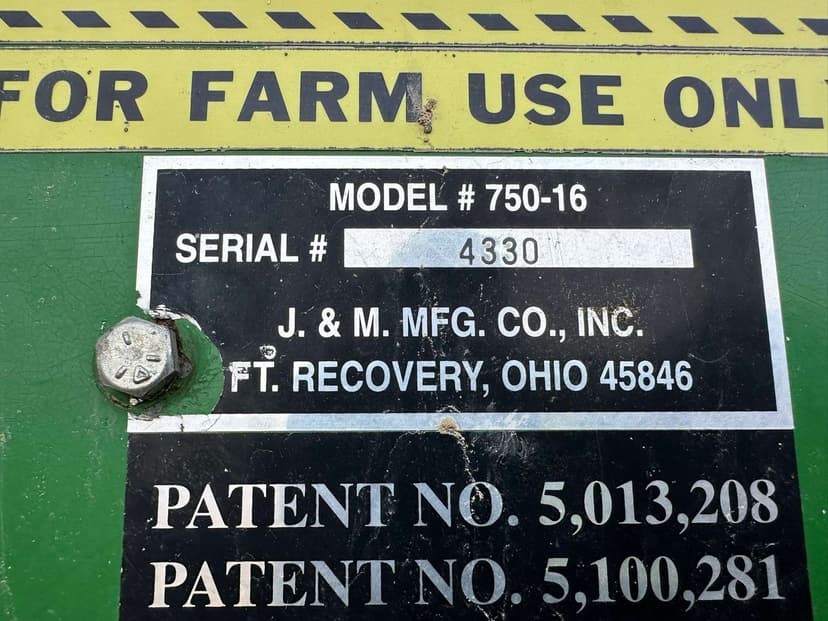 FOR FARM USE ONL
MODEL # 750-16
SERIAL # 4330
J. & M. MFG. CO., INC.
FT. RECOVERY, OHIO 45846
PATENT NO. 5,013,208
PATENT NO. 5,100,281